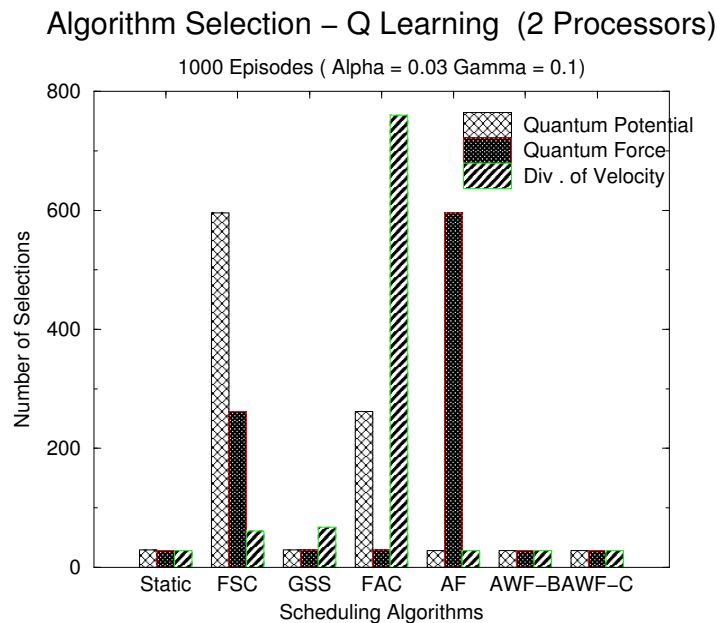 Algorithm Selection – Q Learning (2 Processors)
1000 Episodes ( Alpha = 0.03 Gamma = 0.1)
800
600
400
200
0
Number of Selections
Quantum Potential
Quantum Force
Div . of Velocity
Static FSC GSS FAC AF AWF–B AWF–C
Scheduling Algorithms